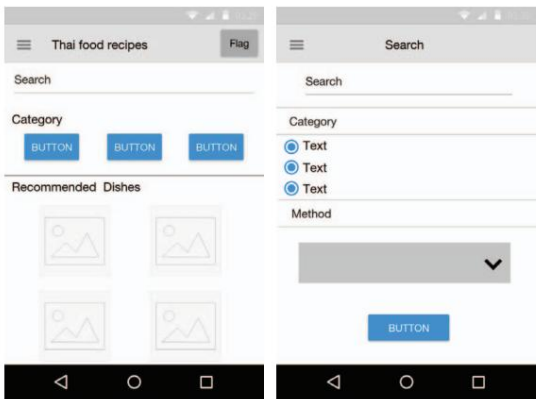 Thai food recipes
Flag
Search
Category
BUTTON
BUTTON
BUTTON
Recommended Dishes
Search
Search
Category
Text
Text
Text
Method
BUTTON